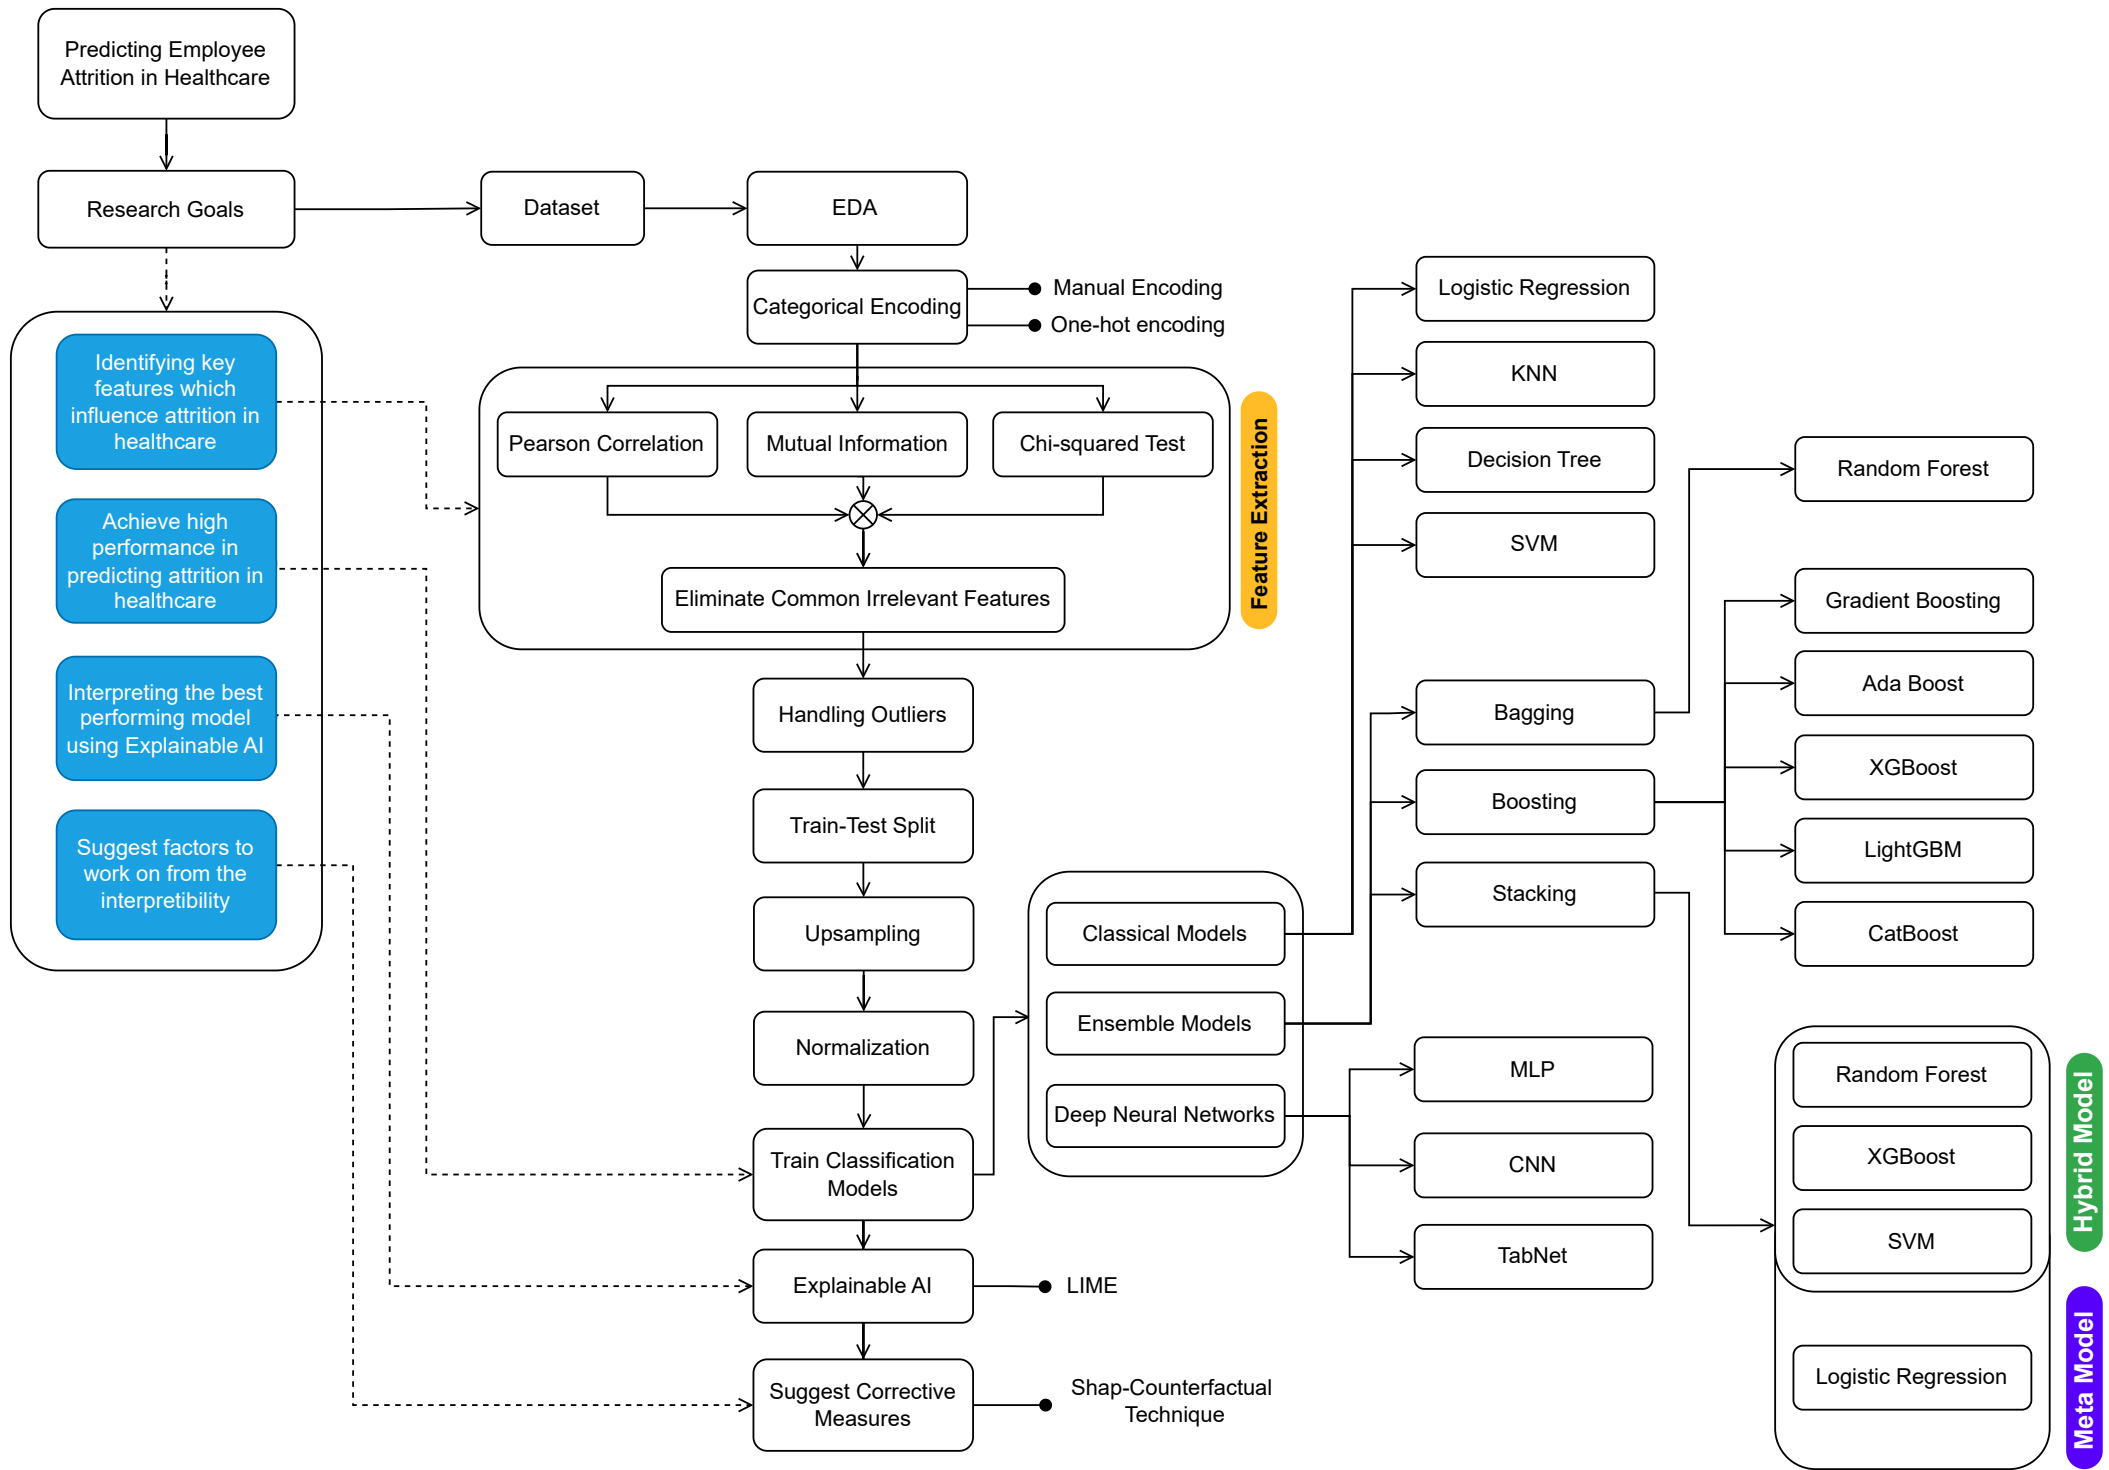 Predicting Employee
Attrition in Healthcare
Research Goals
Dataset
EDA
Categorical Encoding
Manual Encoding
One-hot encoding
Identifying key
features which
influence attrition in
healthcare
Achieve high
performance in
predicting attrition in
healthcare
Interpreting the best
performing model
using Explainable AI
Suggest factors to
work on from the
interpretibility
Pearson Correlation
Mutual Information
Chi-squared Test
Eliminate Common Irrelevant Features
Feature Extraction
Handling Outliers
Train-Test Split
Upsampling
Normalization
Train Classification
Models
Explainable AI
LIME
Suggest Corrective
Measures
Shap-Counterfactual
Technique
Classical Models
Ensemble Models
Deep Neural Networks
Logistic Regression
KNN
Decision Tree
SVM
Bagging
Boosting
Stacking
MLP
CNN
TabNet
Random Forest
Gradient Boosting
Ada Boost
XGBoost
LightGBM
CatBoost
Random Forest
XGBoost
SVM
Hybrid Model
Logistic Regression
Meta Model